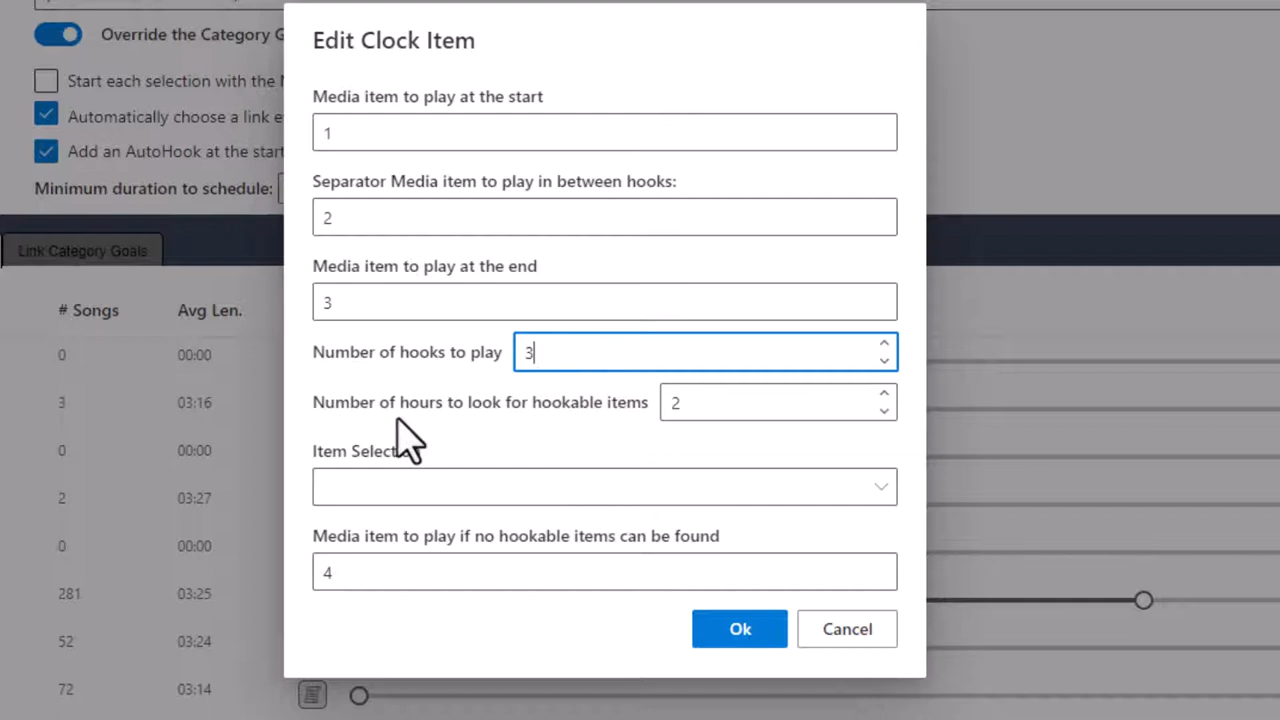 Override the Category G
Start each selection with the
Automatically choose a link e
Add an AutoHook at the start
Minimum duration to schedule:
Link Category Goals
# Songs Avg Len.
0 00:00
3 03:16
0 00:00
2 03:27
0 00:00
281 03:25
52 03:24
72 03:14
Edit Clock Item
Media item to play at the start
1
Separator Media item to play in between hooks:
2
Media item to play at the end
3
Number of hooks to play 3
Number of hours to look for hookable items 2
Item Select
Media item to play if no hookable items can be found
4
Ok Cancel